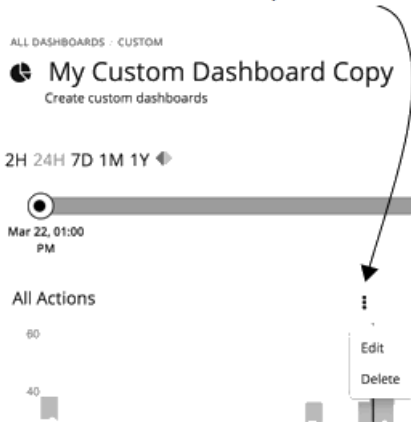 ALL DASHBOARDS · CUSTOM
My Custom Dashboard Copy
Create custom dashboards
2H 24H 7D 1M 1Y
Mar 22, 01:00
PM
All Actions
60
Edit
Delete
40